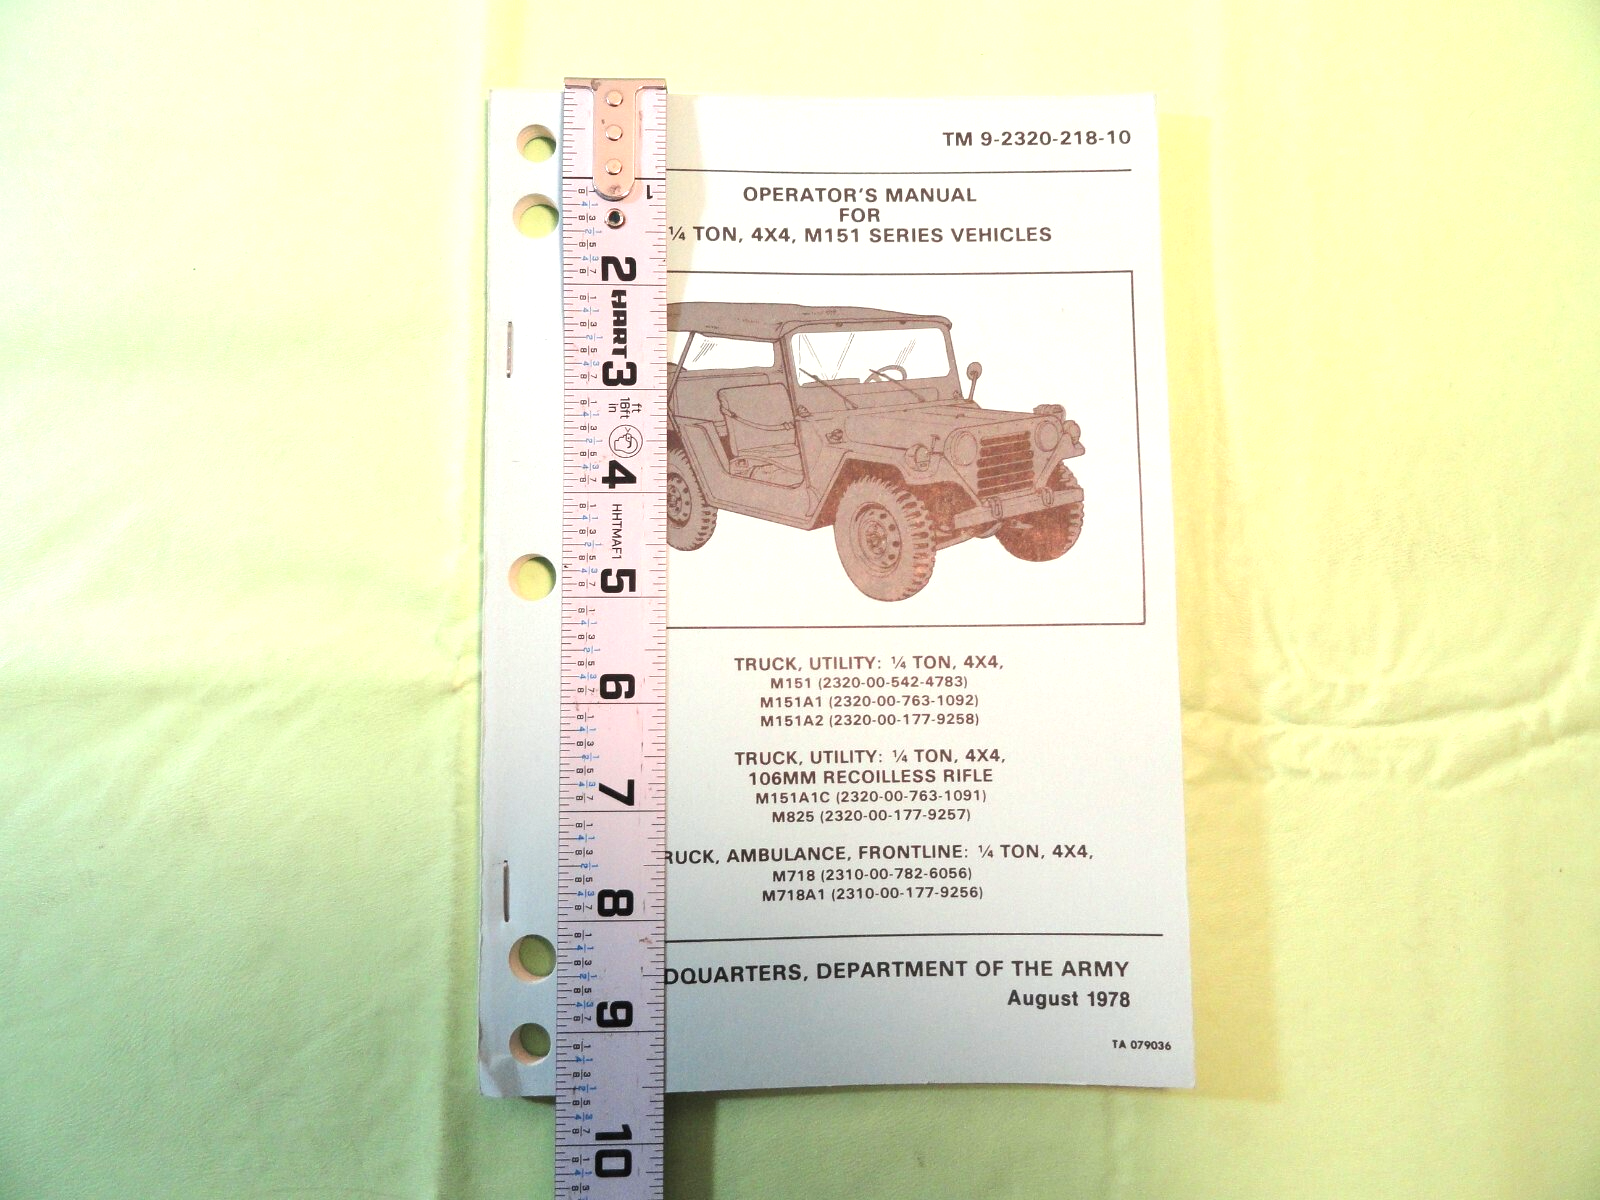 TM 9-2320-218-10
OPERATOR'S MANUAL
FOR
¼ TON, 4X4, M151 SERIES VEHICLES
TRUCK, UTILITY: ¼ TON, 4X4,
M151 (2320-00-542-4783)
M151A1 (2320-00-763-1092)
M151A2 (2320-00-177-9258)
TRUCK, UTILITY: ¼ TON, 4X4,
106MM RECOILLESS RIFLE
M151A1C (2320-00-763-1091)
M825 (2320-00-177-9257)
RUCK, AMBULANCE, FRONTLINE: ¼ TON, 4X4,
M718 (2310-00-782-6056)
M718A1 (2310-00-177-9256)
DQUARTERS, DEPARTMENT OF THE ARMY
August 1978
TA 079036
1
2
HART
3
ft
16ft
in
4
HHTMAF1
5
6
7
8
9
10